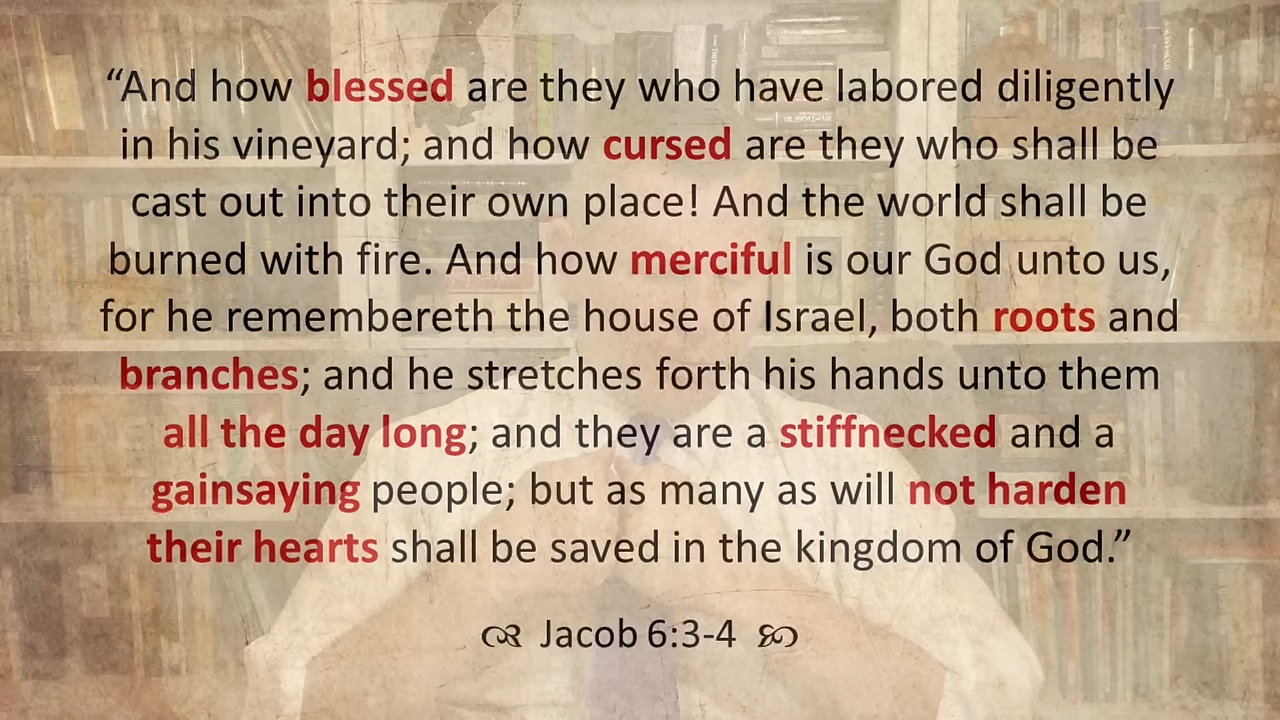 “And how blessed are they who have labored diligently
in his vineyard; and how cursed are they who shall be
cast out into their own place! And the world shall be
burned with fire. And how merciful is our God unto us,
for he remembereth the house of Israel, both roots and
branches; and he stretches forth his hands unto them
all the day long; and they are a stiffnecked and a
gainsaying people; but as many as will not harden
their hearts shall be saved in the kingdom of God.”
Jacob 6:3-4